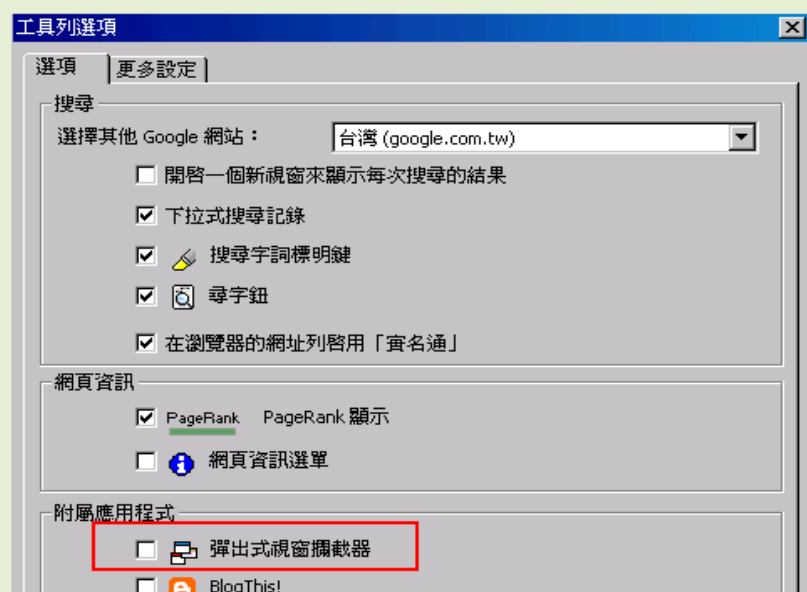 工具列選項
選項 更多設定
搜尋
選擇其他 Google 網站： 台灣 (google.com.tw)
開啓一個新視窗來顯示每次搜尋的結果
下拉式搜尋記錄
搜尋字詞標明鍵
尋字鈕
在瀏覽器的網址列啓用「實名通」
網頁資訊
PageRank PageRank 顯示
網頁資訊選單
附屬應用程式
彈出式視窗攔截器
BlogThis!